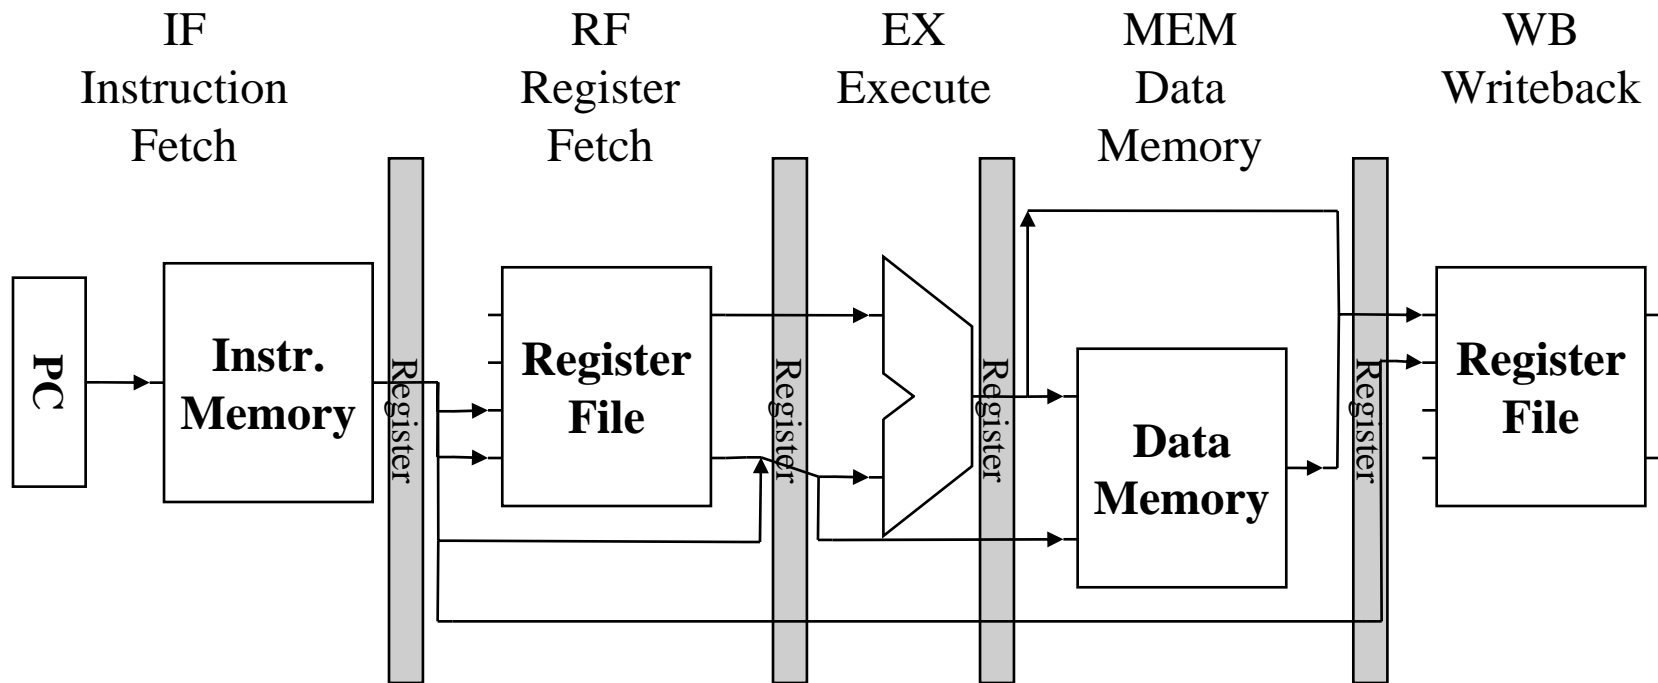 IF
Instruction
Fetch
RF
Register
Fetch
EX
Execute
MEM
Data
Memory
WB
Writeback
PC
Instr.
Memory
Register
Register
File
Register
Register
Data
Memory
Register
Register
File